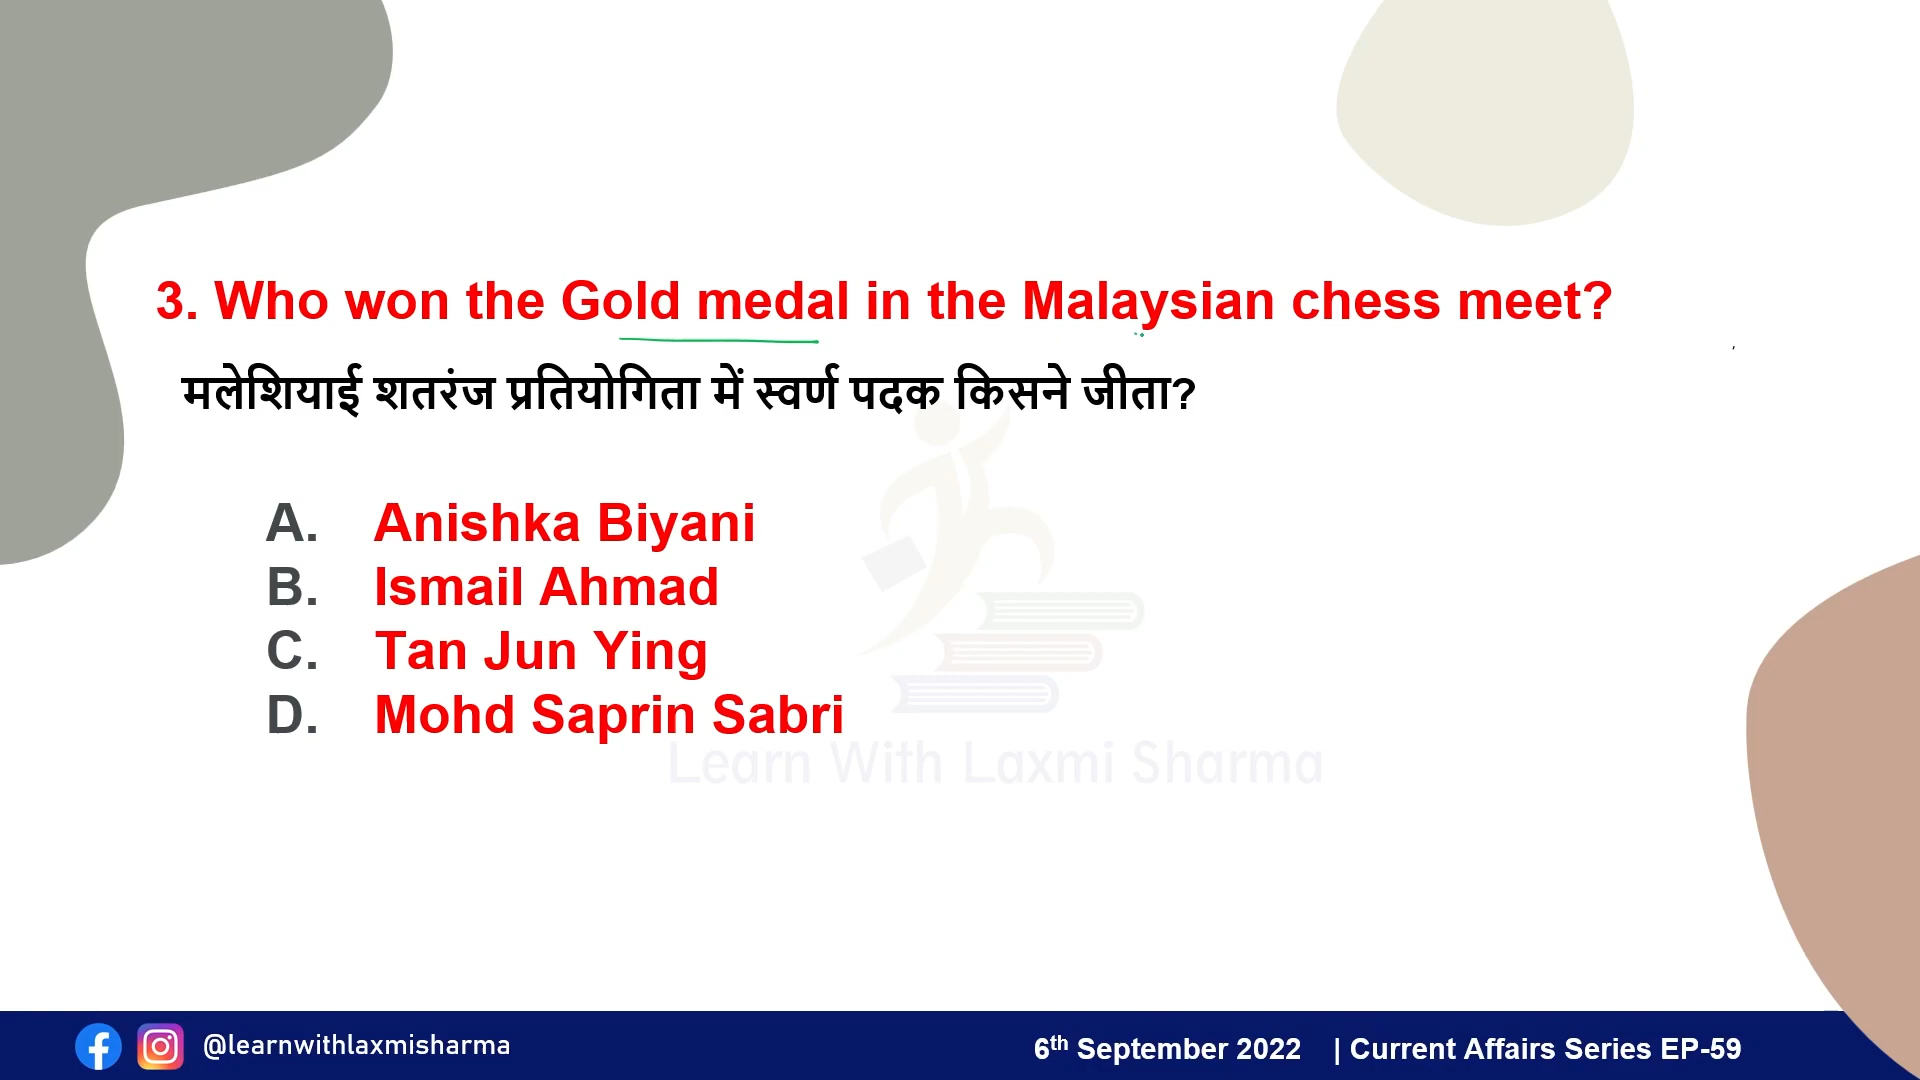 3. Who won the Gold medal in the Malaysian chess meet?
मलेशियाई शतरंज प्रतियोगिता में स्वर्ण पदक किसने जीता?
A. Anishka Biyani
B. Ismail Ahmad
C. Tan Jun Ying
D. Mohd Saprin Sabri
Learn With Laxmi Sharma
@learnwithlaxmisharma
6th September 2022 | Current Affairs Series EP-59